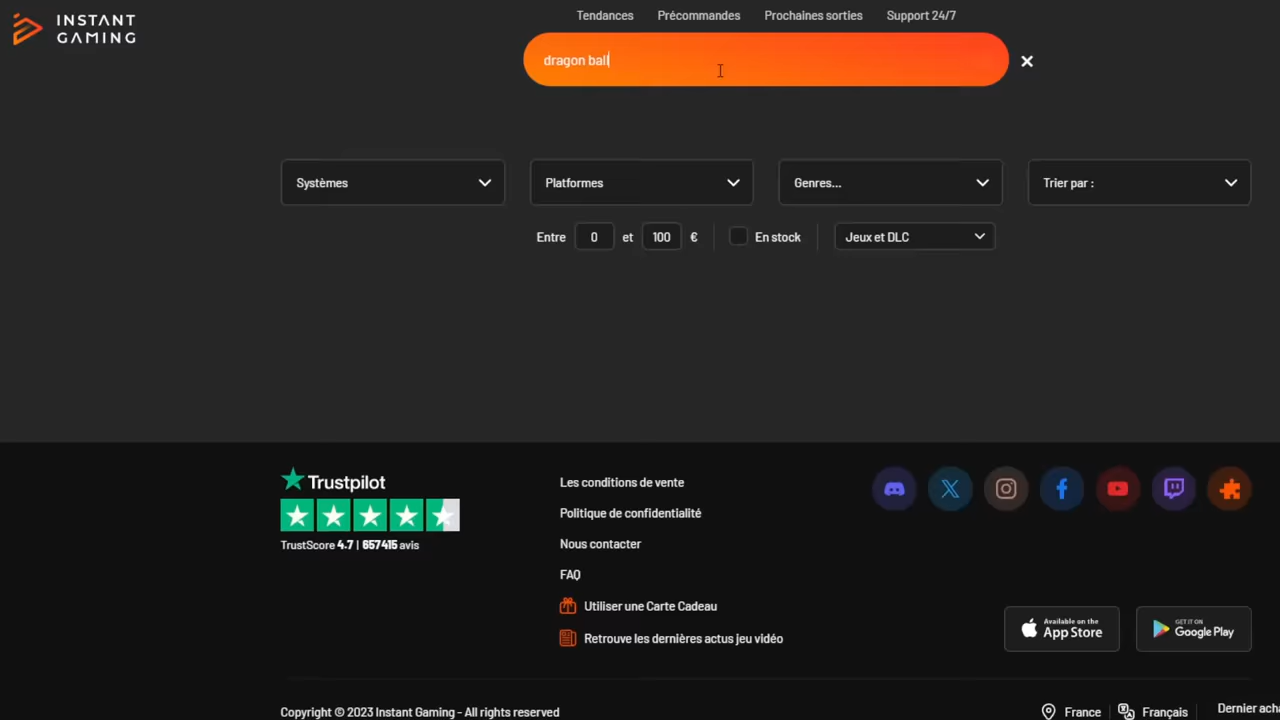 INSTANT
GAMING
Tendances Précommandes Prochaines sorties Support 24/7
dragon ball
Systèmes Platformes Genres... Trier par :
Entre 0 et 100 € En stock Jeux et DLC
Trustpilot
TrustScore 4.7 | 657415 avis
Les conditions de vente
Politique de confidentialité
Nous contacter
FAQ
Utiliser une Carte Cadeau
Retrouve les dernières actus jeu vidéo
Available on the
App Store
GET IT ON
Google Play
Copyright © 2023 Instant Gaming - All rights reserved
France Français Dernier acha